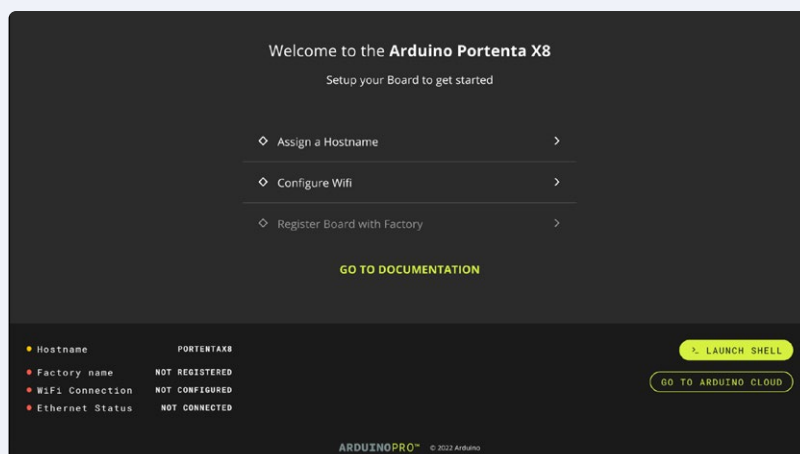 Welcome to the Arduino Portenta X8
Setup your Board to get started
Assign a Hostname
Configure Wifi
Register Board with Factory
GO TO DOCUMENTATION
Hostname PORTENTAX8
Factory name NOT REGISTERED
WiFi Connection NOT CONFIGURED
Ethernet Status NOT CONNECTED
>_ LAUNCH SHELL
GO TO ARDUINO CLOUD
ARDUINOPRO™ © 2022 Arduino